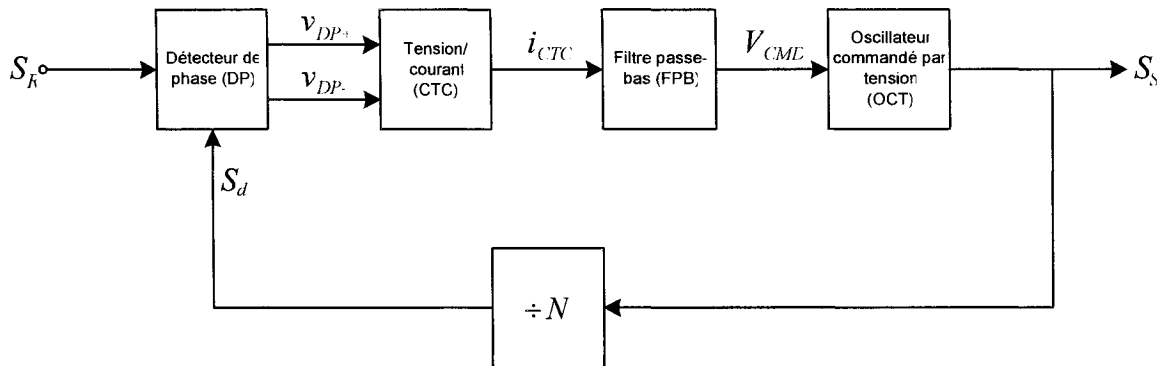 S_R
Détecteur de
phase (DP)
v_DP+
v_DP-
Tension/
courant
(CTC)
i_CTC
Filtre passe-
bas (FPB)
V_CMD
Oscillateur
commandé par
tension
(OCT)
S_S
S_d
÷N